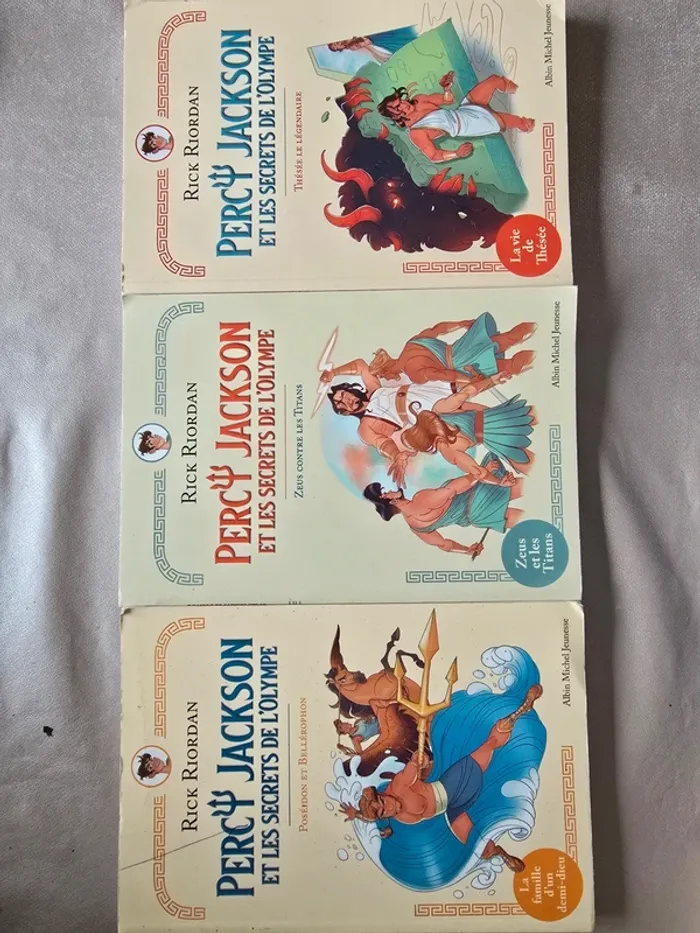 RICK RIORDAN
PERCY JACKSON
ET LES SECRETS DE L'OLYMPE
THÉSÉE LE LÉGENDAIRE
La vie
de
Thésée
Albin Michel Jeunesse
RICK RIORDAN
PERCY JACKSON
ET LES SECRETS DE L'OLYMPE
ZEUS CONTRE LES TITANS
Zeus
et les
Titans
Albin Michel Jeunesse
RICK RIORDAN
PERCY JACKSON
ET LES SECRETS DE L'OLYMPE
POSÉIDON ET BELLÉROPHON
La
famille
d'un
demi-dieu
Albin Michel Jeunesse